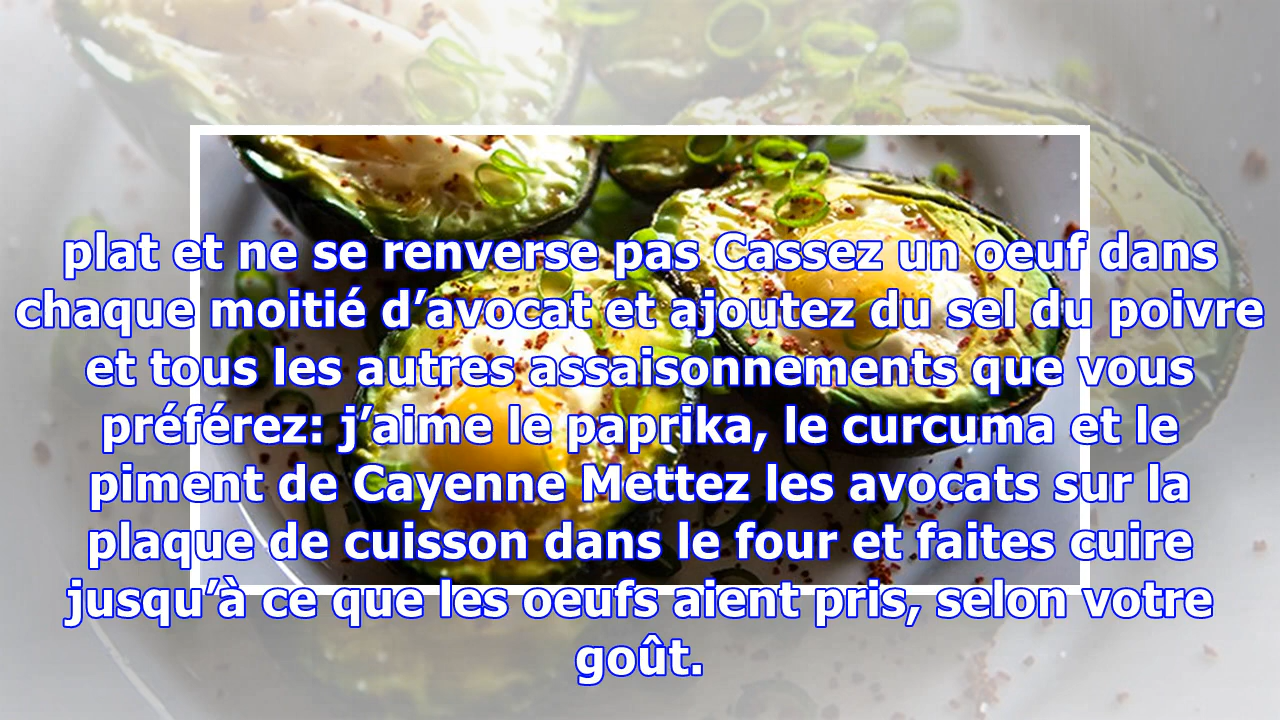 plat et ne se renverse pas Cassez un oeuf dans
chaque moitié d’avocat et ajoutez du sel du poivre
et tous les autres assaisonnements que vous
préférez: j’aime le paprika, le curcuma et le
piment de Cayenne Mettez les avocats sur la
plaque de cuisson dans le four et faites cuire
jusqu’à ce que les oeufs aient pris, selon votre
goût.